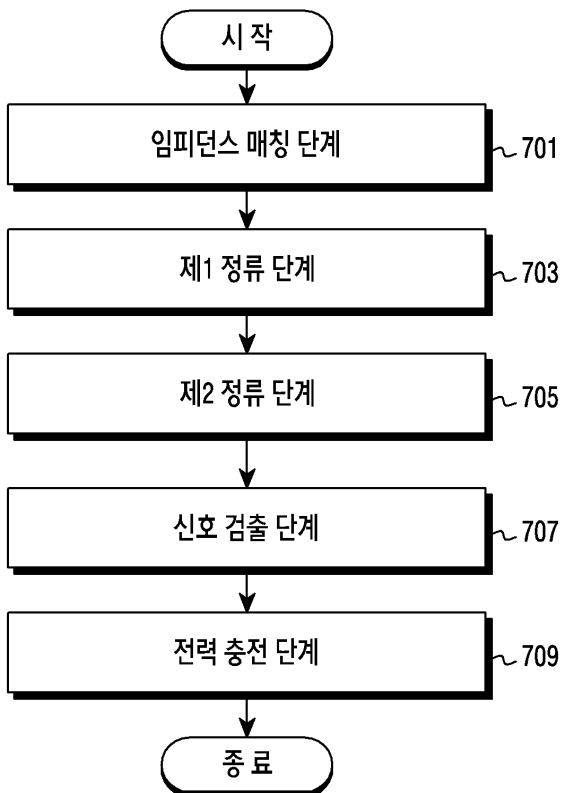 시 작
임피던스 매칭 단계
701
제1 정류 단계
703
제2 정류 단계
705
신호 검출 단계
707
전력 충전 단계
709
종 료